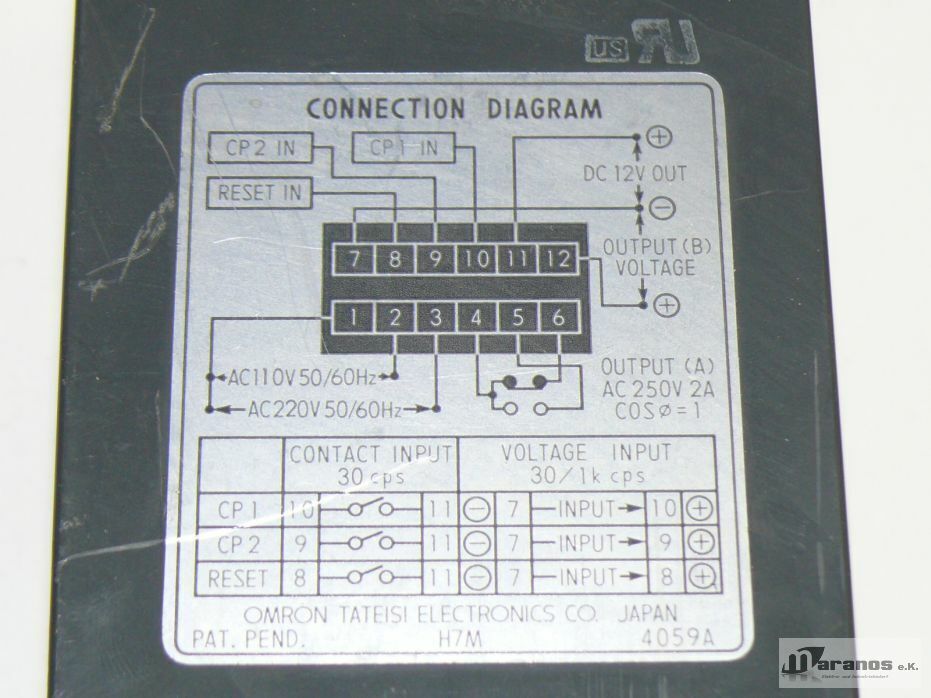 US RU
CONNECTION DIAGRAM
CP2 IN CP1 IN
RESET IN
+
DC 12V OUT
−
OUTPUT (B)
VOLTAGE
+
7 8 9 10 11 12
1 2 3 4 5 6
AC110V 50/60Hz
AC220V 50/60Hz
OUTPUT (A)
AC 250V 2A
COSø=1
CONTACT INPUT VOLTAGE INPUT
30 cps 30/1k cps
CP1 10 11 − 7 INPUT 10 +
CP2 9 11 − 7 INPUT 9 +
RESET 8 11 − 7 INPUT 8 +
OMRON TATEISI ELECTRONICS CO. JAPAN
PAT. PEND. H7M 4059A
maranos e.K.